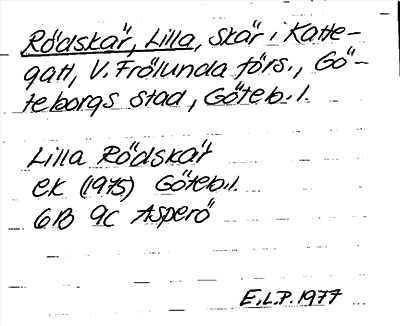 Rödskär, Lilla, skär i Katte-
gatt, V. Frölunda förs., Gö-
teborgs stad, Göteb. l.
Lilla Rödskär
ek (1975) Göteb. l.
6B 9c Asperö
E.L.P. 1977